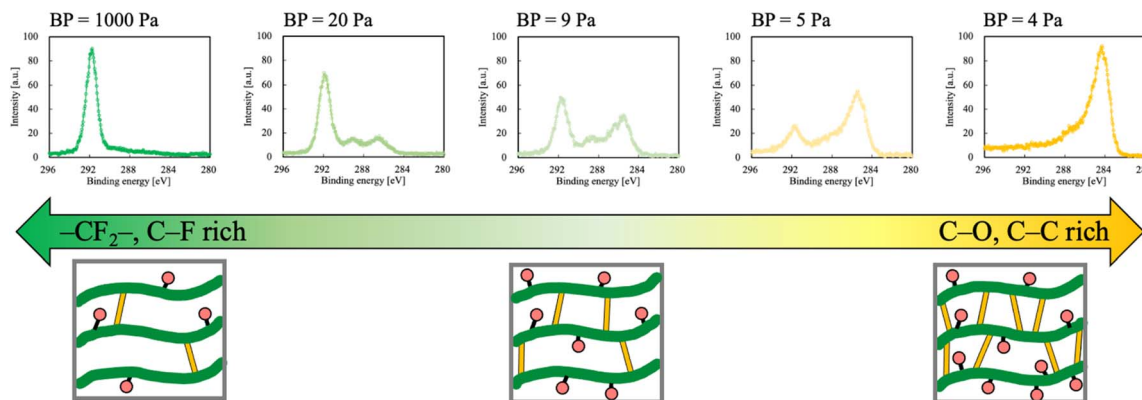 BP = 1000 Pa
BP = 20 Pa
BP = 9 Pa
BP = 5 Pa
BP = 4 Pa
Intensity [a.u.]
100
80
60
40
20
0
296 292 288 284 280
Binding energy [eV]
Intensity [a.u.]
100
80
60
40
20
0
296 292 288 284 280
Binding energy [eV]
Intensity [a.u.]
100
80
60
40
20
0
296 292 288 284 280
Binding energy [eV]
Intensity [a.u.]
100
80
60
40
20
0
296 292 288 284 280
Binding energy [eV]
Intensity [a.u.]
100
80
60
40
20
0
296 292 288 284
Binding energy [eV]
–CF₂–, C–F rich
C–O, C–C rich